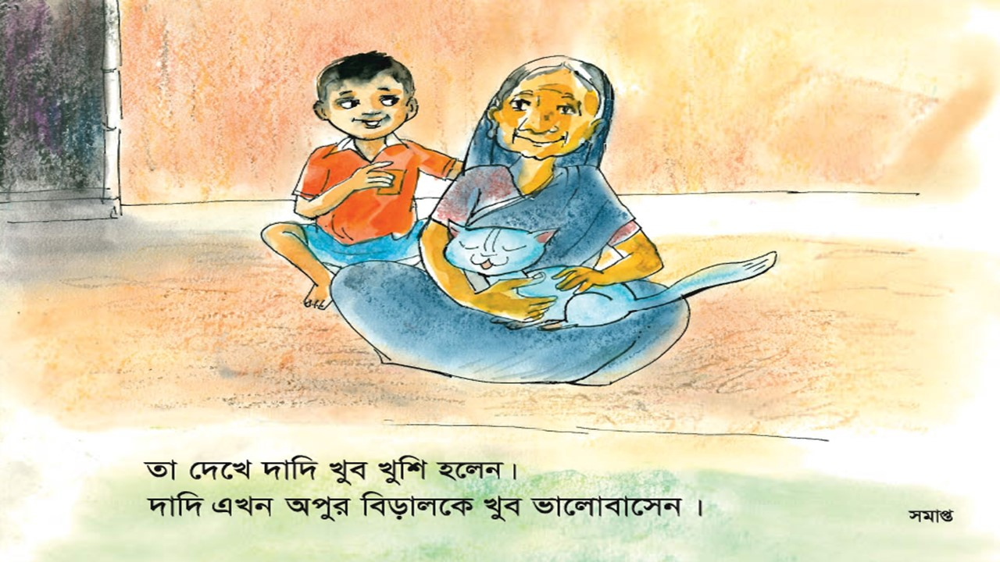 তা দেখে দাদি খুব খুশি হলেন।
দাদি এখন অপুর বিড়ালকে খুব ভালোবাসেন ।
সমাপ্ত